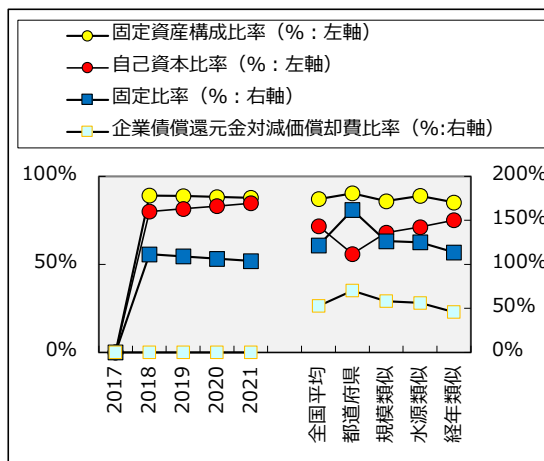 固定資産構成比率（%：左軸）
自己資本比率（%：左軸）
固定比率（%：右軸）
企業債償還元金対減価償却費比率（%:右軸）
100%
50%
0%
200%
150%
100%
50%
0%
2017
2018
2019
2020
2021
全国平均
都道府県
規模類似
水源類似
経年類似